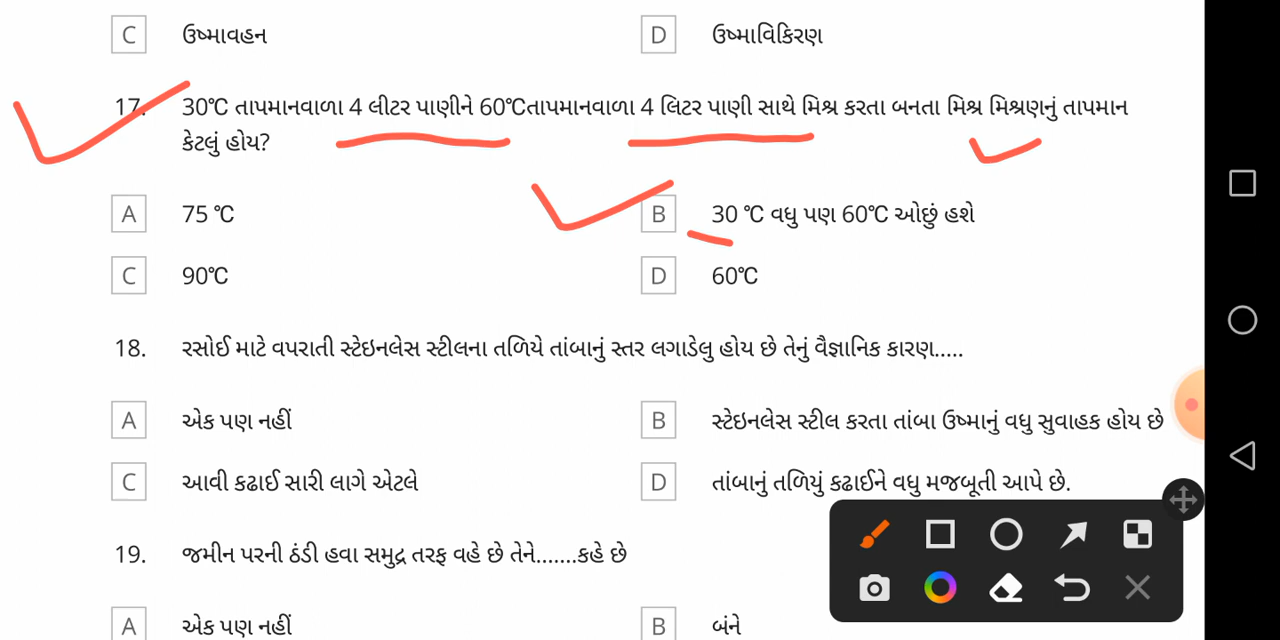 C ઉષ્માવહન D ઉષ્માવિકિરણ
17. 30℃ તાપમાનવાળા 4 લીટર પાણીને 60℃તાપમાનવાળા 4 લિટર પાણી સાથે મિશ્ર કરતા બનતા મિશ્ર મિશ્રણનું તાપમાન
કેટલું હોય?
A 75 ℃ B 30 ℃ વધુ પણ 60℃ ઓછું હશે
C 90℃ D 60℃
18. રસોઈ માટે વપરાતી સ્ટેઇનલેસ સ્ટીલના તળિયે તાંબાનું સ્તર લગાડેલુ હોય છે તેનું વૈજ્ઞાનિક કારણ.....
A એક પણ નહીં B સ્ટેઇનલેસ સ્ટીલ કરતા તાંબા ઉષ્માનું વધુ સુવાહક હોય છે
C આવી કઢાઈ સારી લાગે એટલે D તાંબાનું તળિયું કઢાઈને વધુ મજબૂતી આપે છે.
19. જમીન પરની ઠંડી હવા સમુદ્ર તરફ વહે છે તેને.......કહે છે
A એક પણ નહીં B બંને